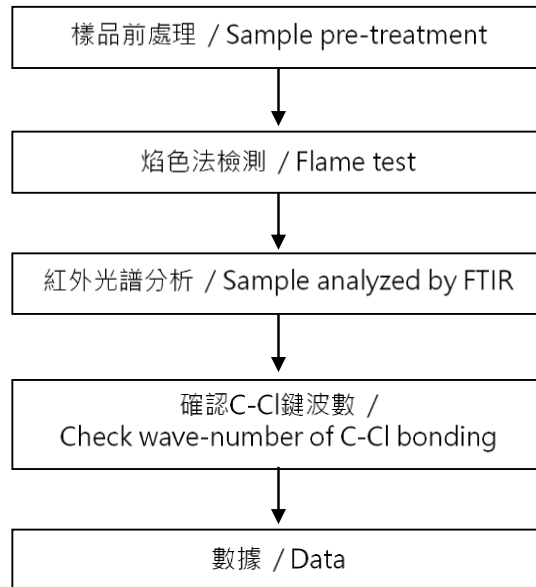 樣品前處理 / Sample pre-treatment
焰色法檢測 / Flame test
紅外光譜分析 / Sample analyzed by FTIR
確認C-Cl鍵波數 /
Check wave-number of C-Cl bonding
數據 / Data